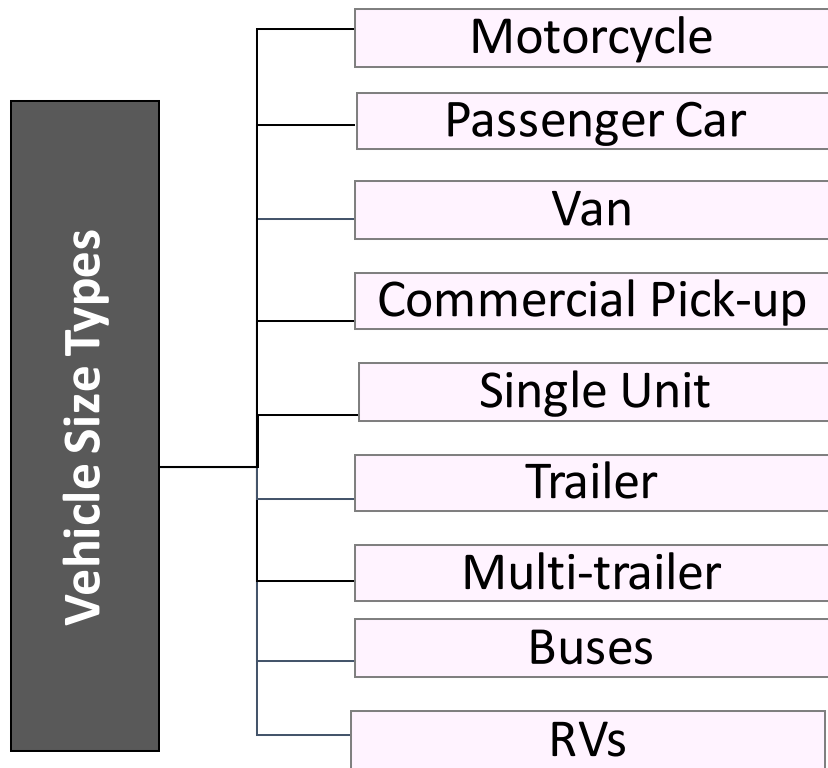 Vehicle Size Types
Motorcycle
Passenger Car
Van
Commercial Pick-up
Single Unit
Trailer
Multi-trailer
Buses
RVs